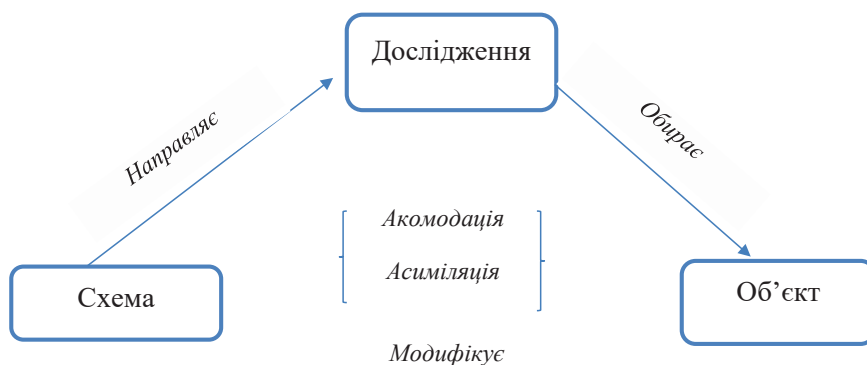 Дослідження
Направляє
Обирає
Акомодація
Асиміляція
Схема
Об’єкт
Модифікує